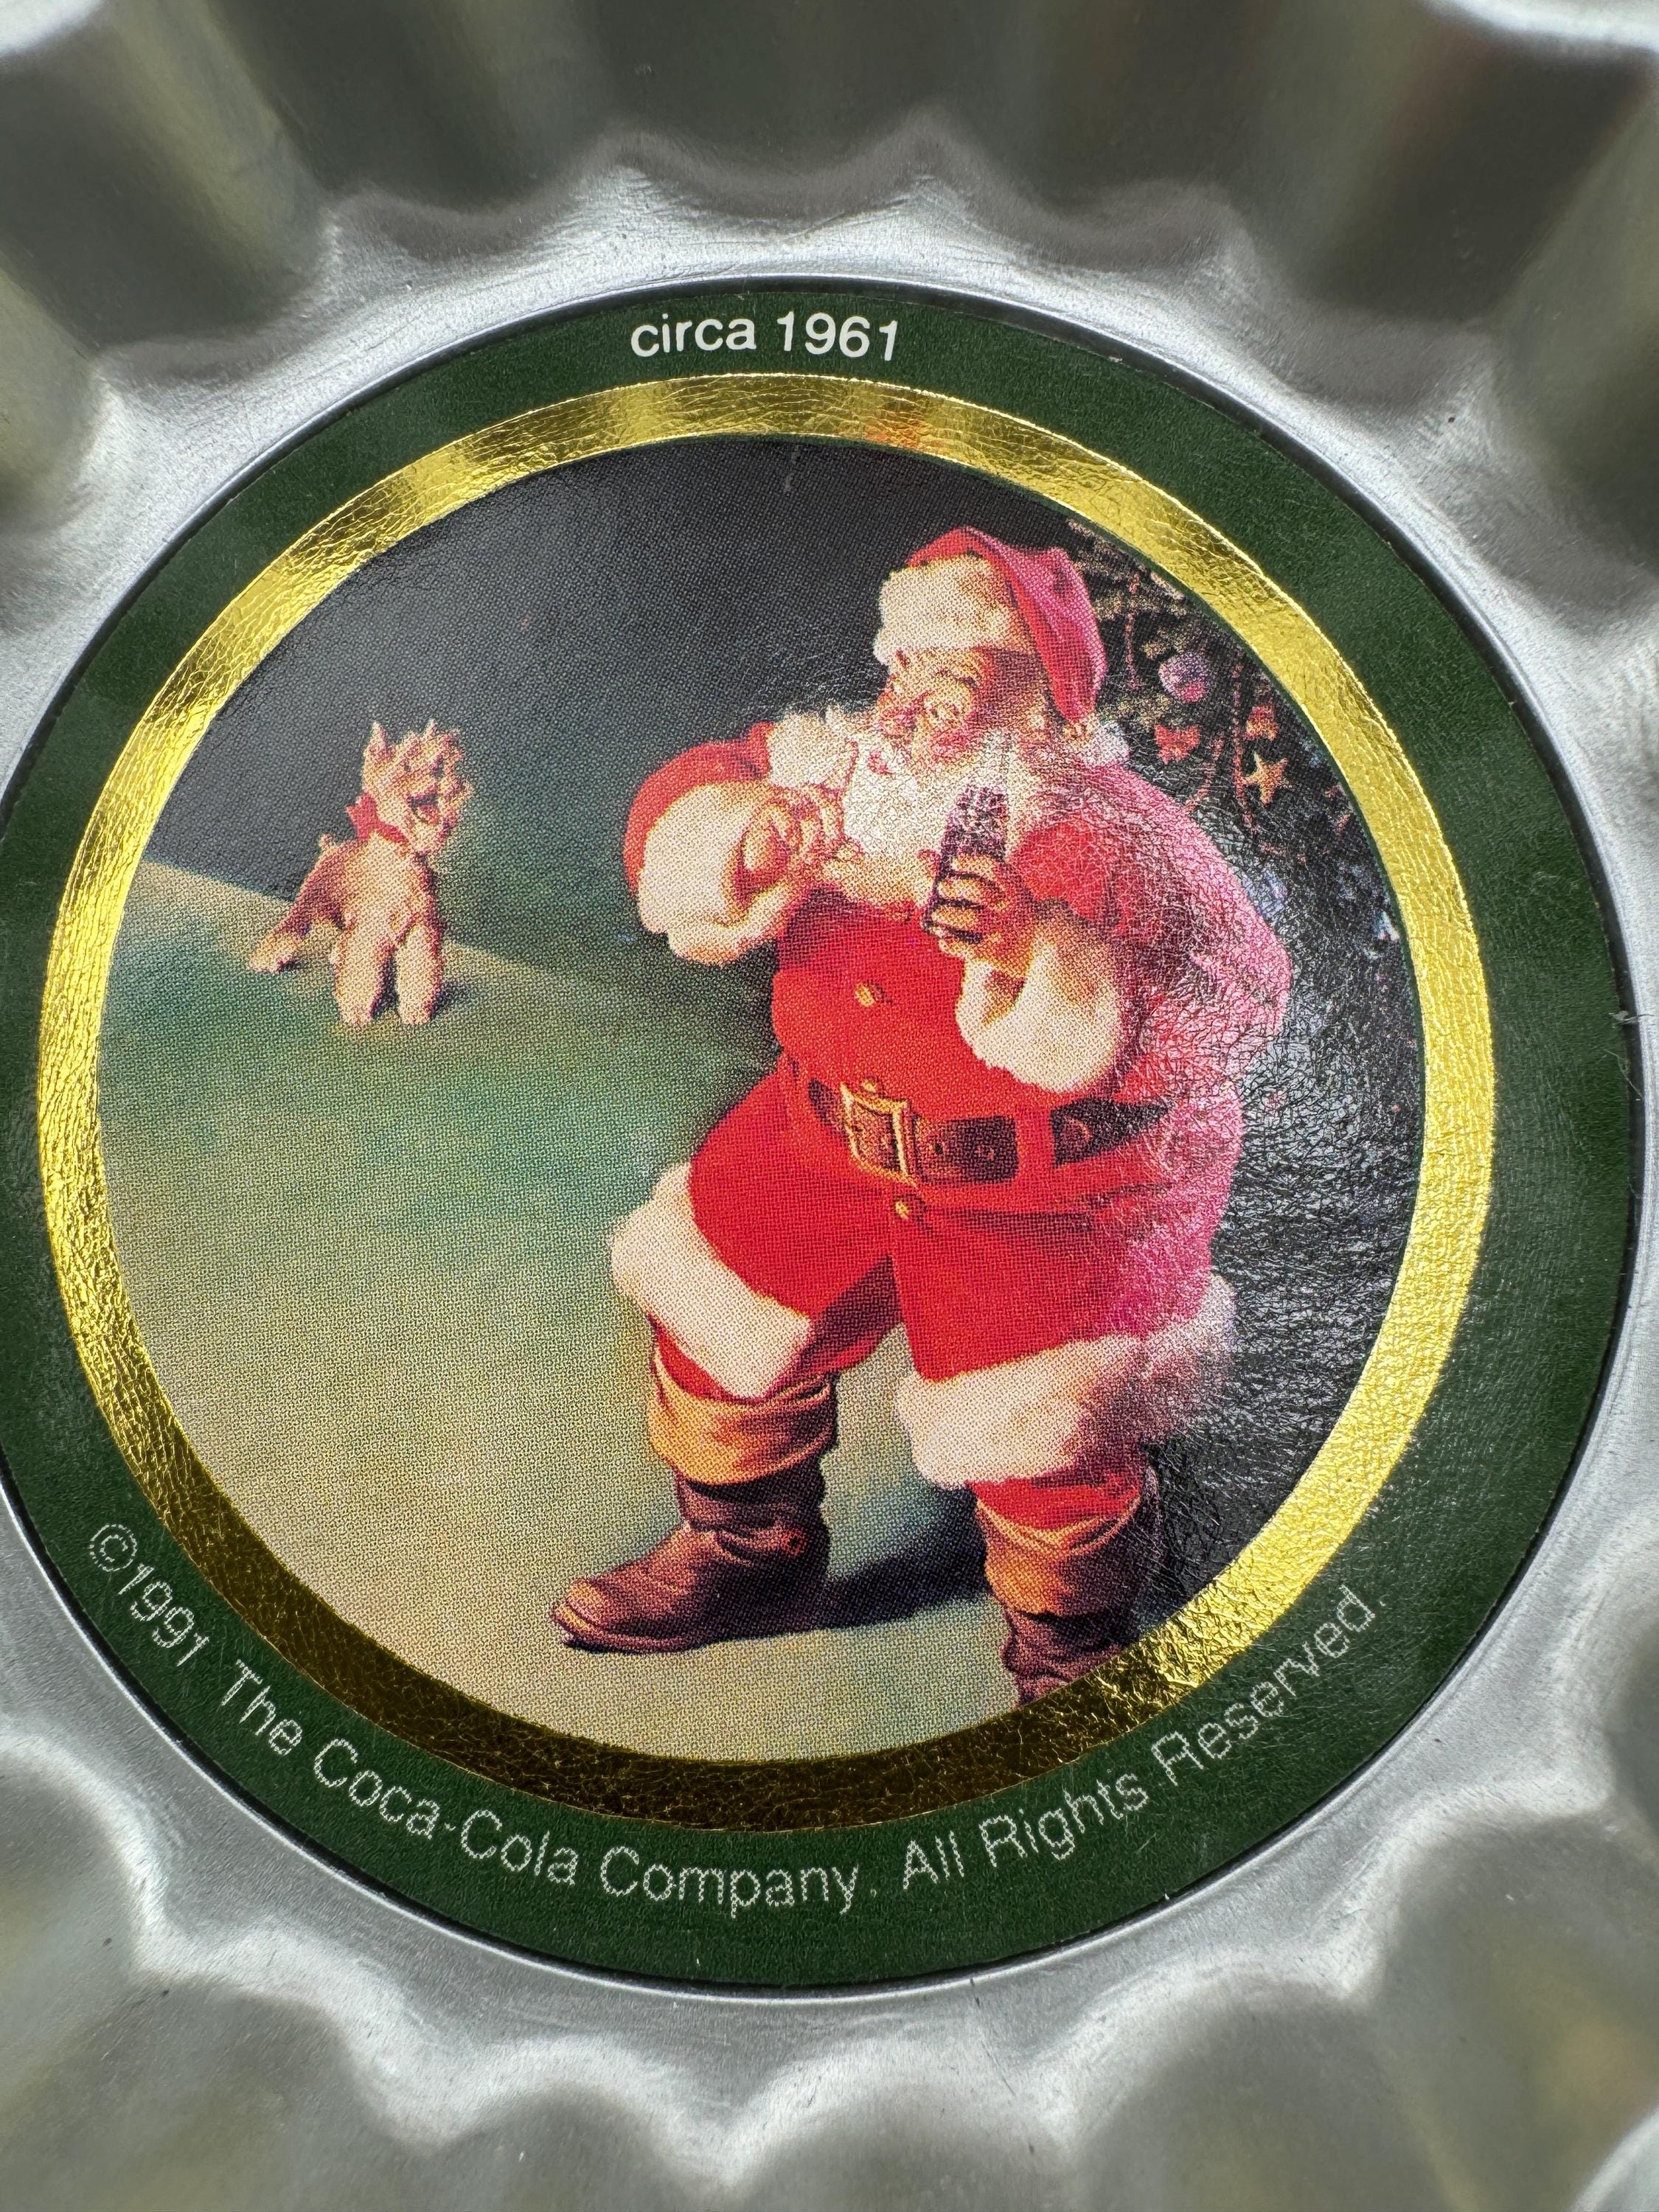 circa 1961
©1991 The Coca-Cola Company. All Rights Reserved.